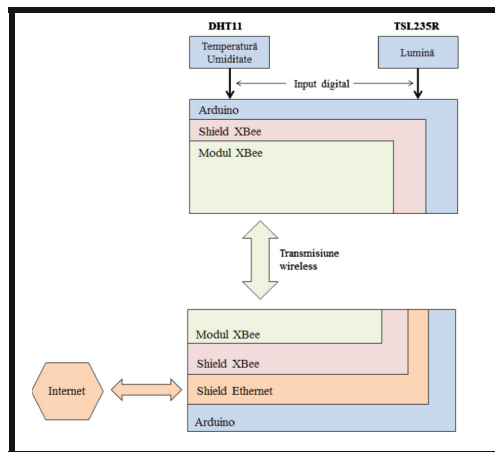 DHT11
TSL235R
Temperatură
Umiditate
Lumină
Input digital
Arduino
Shield XBee
Modul XBee
Transmisiune
wireless
Modul XBee
Shield XBee
Internet
Shield Ethernet
Arduino